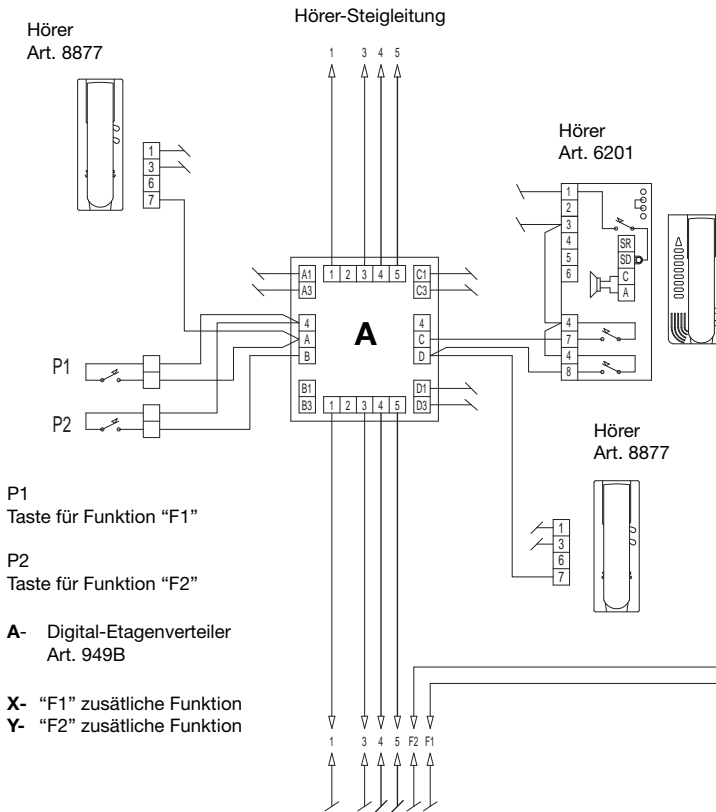 Hörer-Steigleitung
Hörer
Art. 8877
1 3 4 5
1
3
6
7
Hörer
Art. 6201
1
2
3
4
5
6
SR
SD
C
A
4
7
4
8
A1 1 2 3 4 5 C1
A3 C3
4 A 4
A C
B D
B1 D1
B3 1 2 3 4 5 D3
P1
P2
Hörer
Art. 8877
1
3
6
7
P1
Taste für Funktion “F1”
P2
Taste für Funktion “F2”
A- Digital-Etagenverteiler
Art. 949B
X- “F1” zusätliche Funktion
Y- “F2” zusätliche Funktion
1 3 4 5 F2 F1